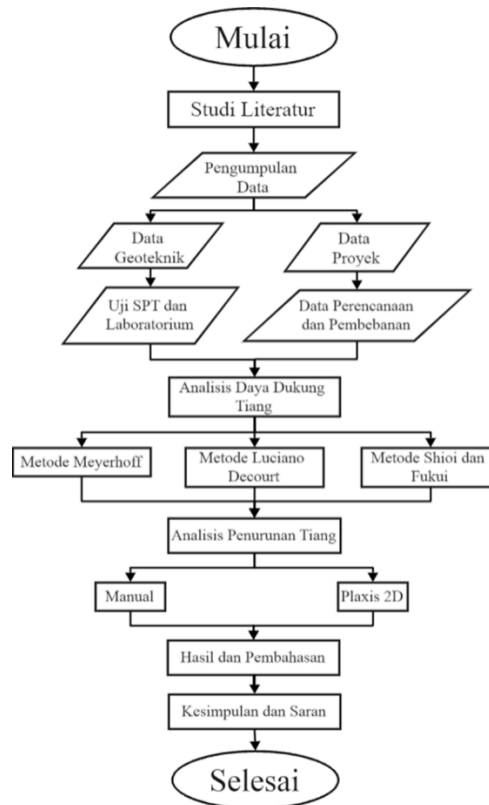 Mulai
Studi Literatur
Pengumpulan
Data
Data
Geoteknik
Data
Proyek
Uji SPT dan
Laboratorium
Data Perencanaan
dan Pembebanan
Analisis Daya Dukung
Tiang
Metode Meyerhoff
Metode Luciano
Decourt
Metode Shioi dan
Fukui
Analisis Penurunan Tiang
Manual
Plaxis 2D
Hasil dan Pembahasan
Kesimpulan dan Saran
Selesai